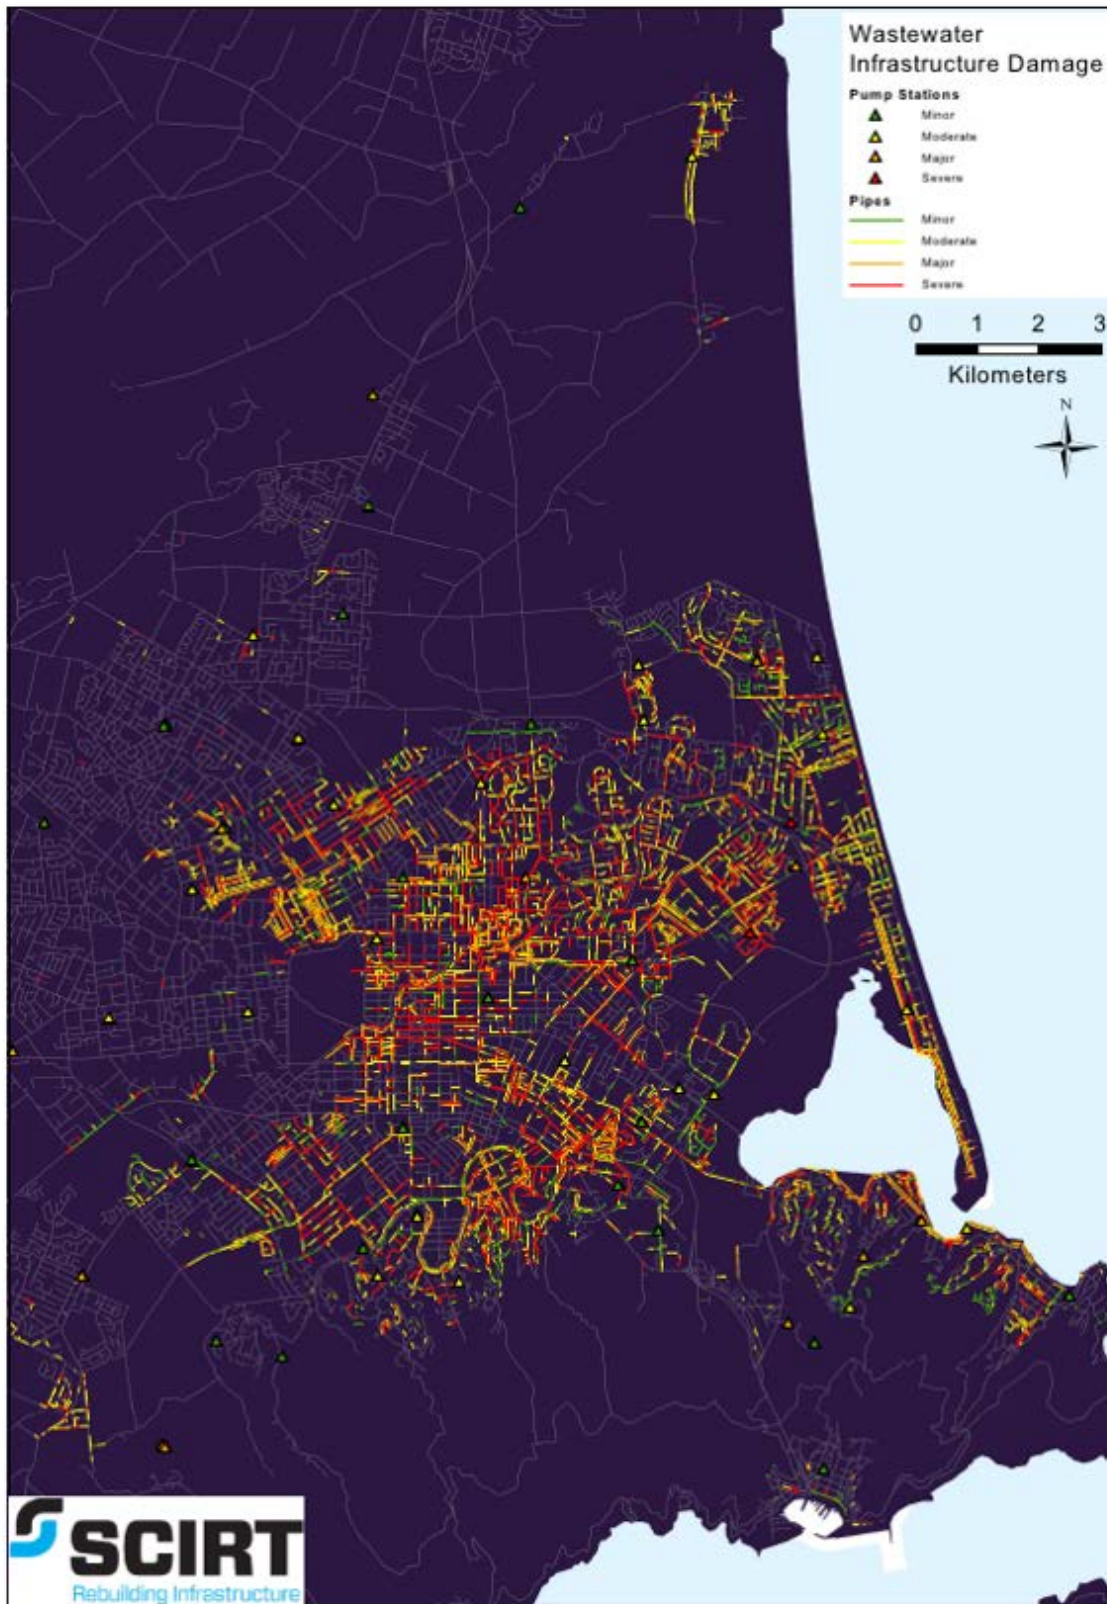 Wastewater
Infrastructure Damage
Pump Stations
Minor
Moderate
Major
Severe
Pipes
Minor
Moderate
Major
Severe
0 1 2 3
Kilometers
N
SCIRT
Rebuilding Infrastructure